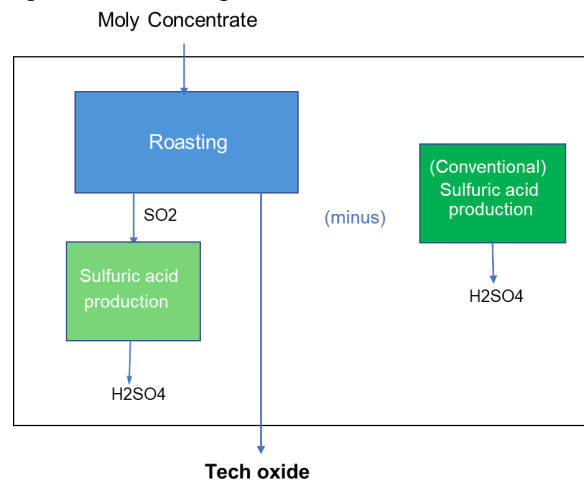 Moly Concentrate
Roasting
(Conventional)
Sulfuric acid
production
SO2
(minus)
Sulfuric acid
production
H2SO4
H2SO4
Tech oxide